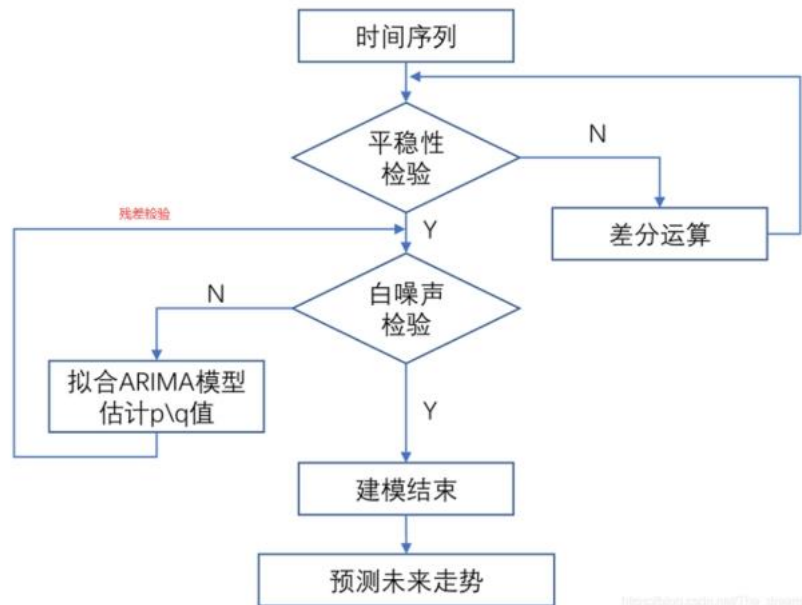 时间序列
平稳性
检验
N
差分运算
残差检验
Y
白噪声
检验
N
拟合ARIMA模型
估计p\q值
Y
建模结束
预测未来走势